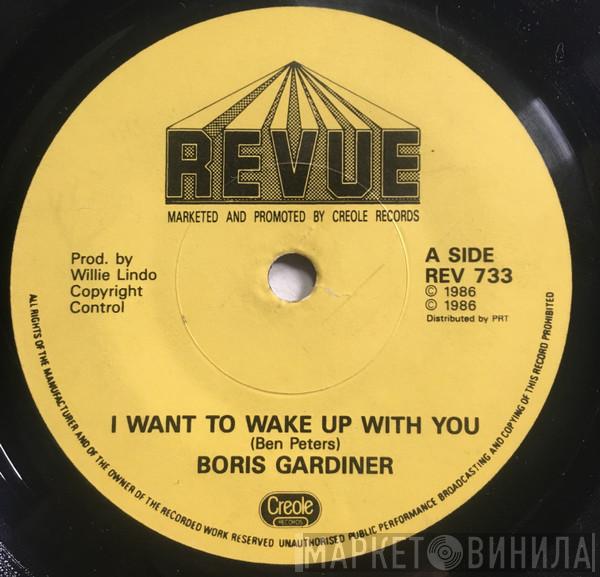 REVUE
MARKETED AND PROMOTED BY CREOLE RECORDS
Prod. by
Willie Lindo
Copyright
Control
A SIDE
REV 733
© 1986
© 1986
Distributed by PRT
I WANT TO WAKE UP WITH YOU
(Ben Peters)
BORIS GARDINER
Creole
RECORDS
ALL RIGHTS OF THE MANUFACTURER AND OF THE OWNER OF THE RECORDED WORK RESERVED UNAUTHORISED PUBLIC PERFORMANCE BROADCASTING AND COPYING OF THIS RECORD PROHIBITED
МАРКЕТ ВИНИЛА